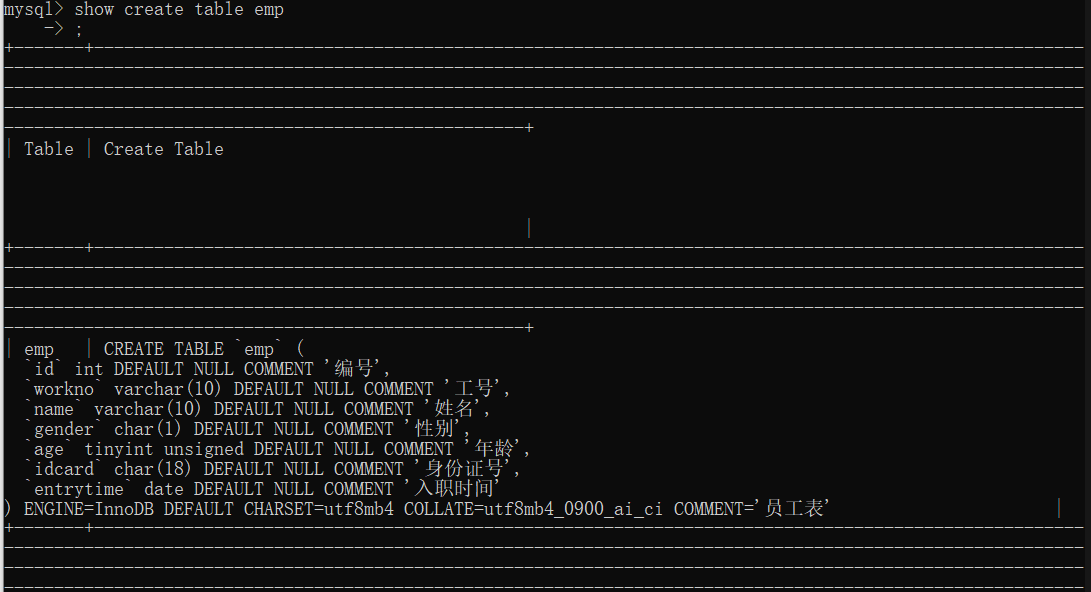 mysql> show create table emp
-> ;
| Table | Create Table
|
| emp | CREATE TABLE `emp` (
`id` int DEFAULT NULL COMMENT '编号',
`workno` varchar(10) DEFAULT NULL COMMENT '工号',
`name` varchar(10) DEFAULT NULL COMMENT '姓名',
`gender` char(1) DEFAULT NULL COMMENT '性别',
`age` tinyint unsigned DEFAULT NULL COMMENT '年龄',
`idcard` char(18) DEFAULT NULL COMMENT '身份证号',
`entrytime` date DEFAULT NULL COMMENT '入职时间'
) ENGINE=InnoDB DEFAULT CHARSET=utf8mb4 COLLATE=utf8mb4_0900_ai_ci COMMENT='员工表' |